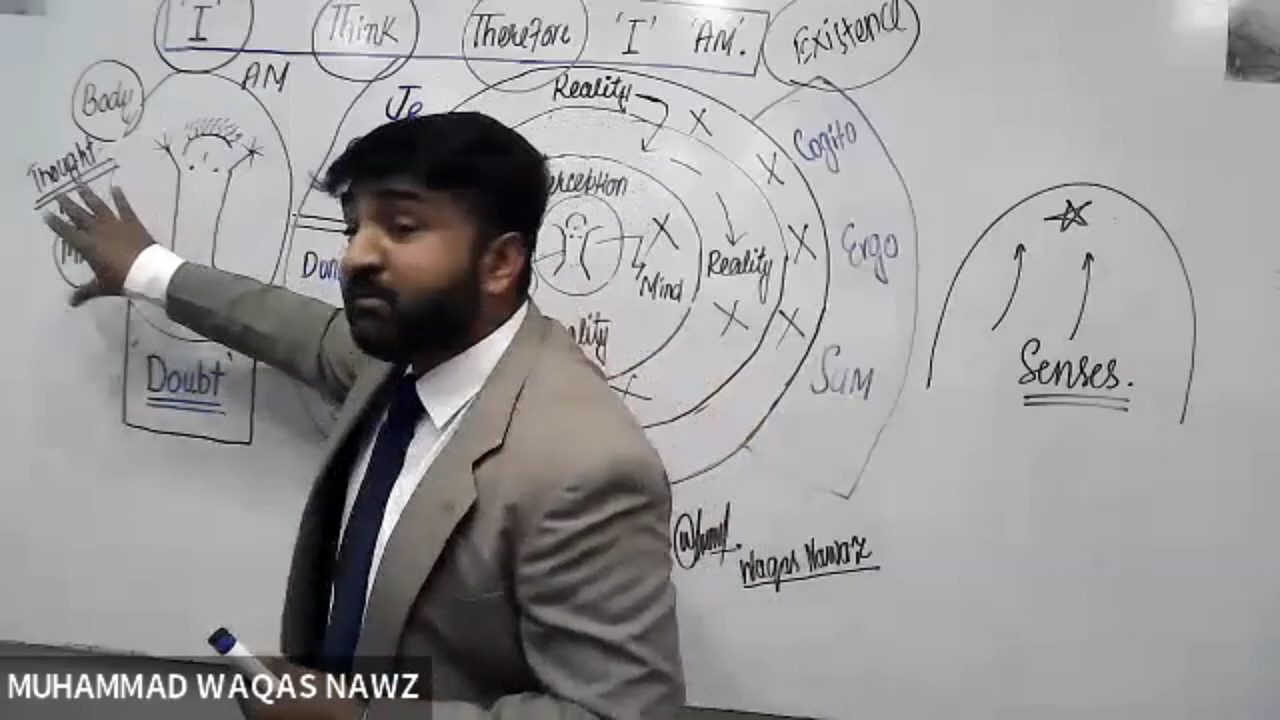 'I' Think Therefore 'I' 'AM'. Existence
AM
Body
Thought
Je
Reality
Cogito
Mind
Reality
Ergo
Doubt
Sum
Senses.
Waqas Nawaz
MUHAMMAD WAQAS NAWZ